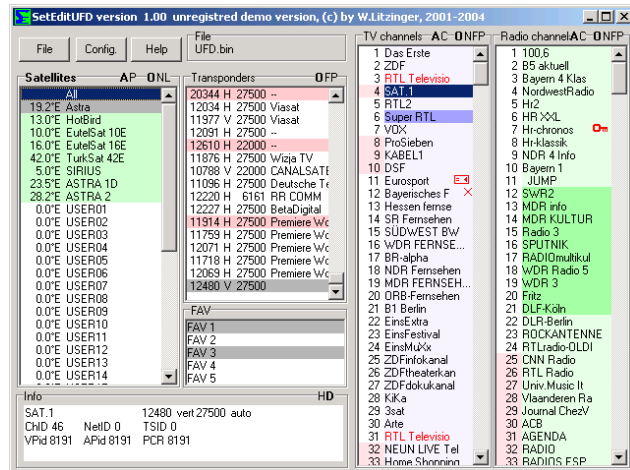 SetEditUFD version 1.00 unregistred demo version, (c) by W.Litzinger, 2001-2004
File
Config.
Help
File
UFD.bin
Satellites AP ONL
All
19.2°E Astra
13.0°E HotBird
10.0°E EutelSat 10E
16.0°E EutelSat 16E
42.0°E TurkSat 42E
5.0°E SIRIUS
23.5°E ASTRA 1D
28.2°E ASTRA 2
0.0°E USER01
0.0°E USER02
0.0°E USER03
0.0°E USER04
0.0°E USER05
0.0°E USER06
0.0°E USER07
0.0°E USER08
0.0°E USER09
0.0°E USER10
0.0°E USER11
0.0°E USER12
0.0°E USER13
0.0°E USER14
Transponders OFP
20344 H 27500 --
12034 H 27500 Viasat
11977 V 27500 Viasat
12091 H 27500 --
12610 H 22000 --
11876 H 27500 Wizja TV
10788 V 22000 CANALSATE
11096 H 27500 Deutsche Te
12220 H 6161 RR COMM
12227 H 27500 BetaDigital
11914 H 27500 Premiere Wc
11759 H 27500 Premiere Wc
12071 H 27500 Premiere Wc
11718 H 27500 Premiere Wc
12069 H 27500 Premiere Wc
12480 V 27500
FAV
FAV 1
FAV 2
FAV 3
FAV 4
FAV 5
TV channels AC ONFP
1 Das Erste
2 ZDF
3 RTL Televisio
4 SAT.1
5 RTL2
6 Super RTL
7 VOX
8 ProSieben
9 KABEL1
10 DSF
11 Eurosport
12 Bayerisches F
13 Hessen fernse
14 SR Fernsehen
15 SÜDWEST BW
16 WDR FERNSE...
17 BR-alpha
18 NDR Fernsehen
19 MDR FERNSEH...
20 ORB-Fernsehen
21 B1 Berlin
22 EinsExtra
23 EinsFestival
24 EinsMuXx
25 ZDFinfokanal
26 ZDFtheaterkan
27 ZDFdokukanal
28 KiKa
29 3sat
30 Arte
31 RTL Televisio
32 NEUN LIVE Tel
33 Home Shopping
Radio channel AC ONFP
1 100,6
2 B5 aktuell
3 Bayern 4 Klas
4 NordwestRadio
5 Hr2
6 HR XXL
7 Hr-chronos
8 Hr-klassik
9 NDR 4 Info
10 Bayern 1
11 JUMP
12 SWR2
13 MDR info
14 MDR KULTUR
15 Radio 3
16 SPUTNIK
17 RADIOmultikul
18 WDR Radio 5
19 WDR 3
20 Fritz
21 DLF-Köln
22 DLR-Berlin
23 ROCKANTENNE
24 RTLradio-OLDI
25 CNN Radio
26 RTL Radio
27 Univ.Music It
28 Vlaanderen Ra
29 Journal ChezV
30 ACB
31 AGENDA
32 RADIO
33 RADIOS ESP
Info HD
SAT.1 12480 vert 27500 auto
ChID 46 NetID 0 TSID 0
VPid 8191 APid 8191 PCR 8191